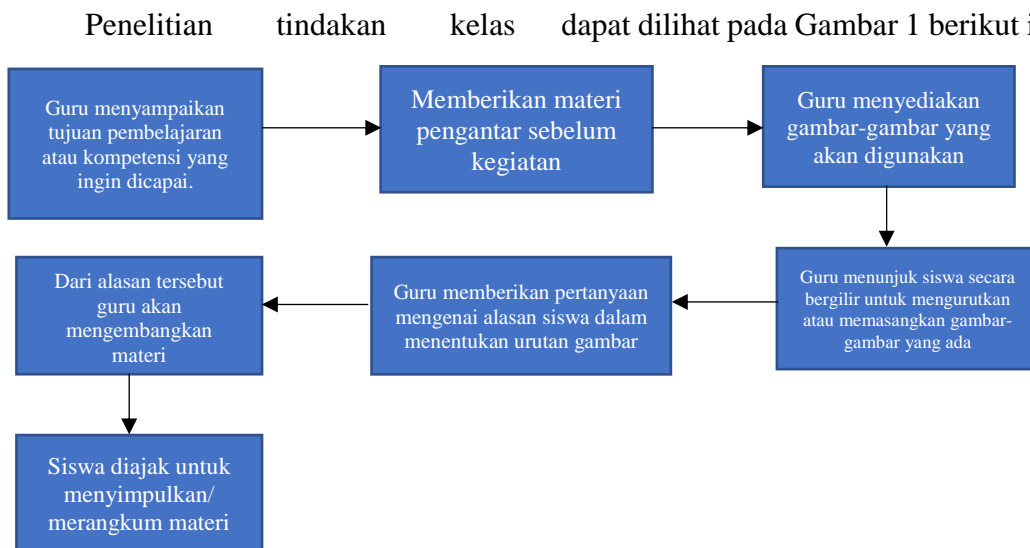 Penelitian tindakan kelas dapat dilihat pada Gambar 1 berikut i
Guru menyampaikan
tujuan pembelajaran
atau kompetensi yang
ingin dicapai.
Memberikan materi
pengantar sebelum
kegiatan
Guru menyediakan
gambar-gambar yang
akan digunakan
Guru menunjuk siswa secara
bergilir untuk mengurutkan
atau memasangkan gambar-
gambar yang ada
Guru memberikan pertanyaan
mengenai alasan siswa dalam
menentukan urutan gambar
Dari alasan tersebut
guru akan
mengembangkan
materi
Siswa diajak untuk
menyimpulkan/
merangkum materi